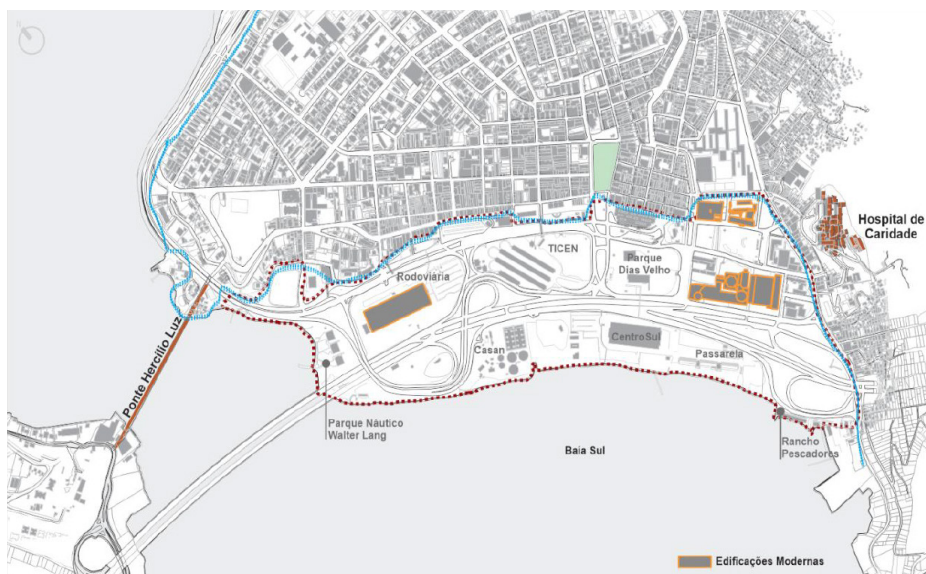 Hospital de
Caridade
TICEN
Parque
Dias Velho
Rodoviária
Ponte Hercílio Luz
CentroSul
Casan
Passarela
Parque Náutico
Walter Lang
Rancho
Pescadores
Baia Sul
Edificações Modernas